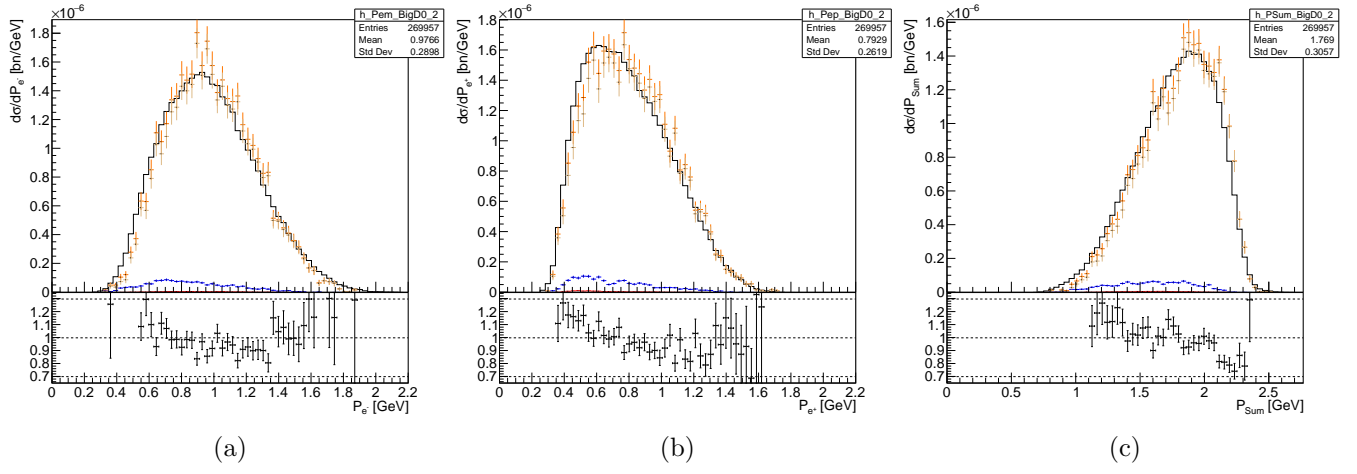 ×10⁻⁶
h_Pem_BigD0_2
Entries 269957
Mean 0.9766
Std Dev 0.2898
dσ/dP_e- [bn/GeV]
1.8
1.6
1.4
1.2
1
0.8
0.6
0.4
0.2
0
1.2
1.1
1
0.9
0.8
0.7
0 0.2 0.4 0.6 0.8 1 1.2 1.4 1.6 1.8 2 2.2
P_e- [GeV]
(a)
×10⁻⁶
h_Pep_BigD0_2
Entries 269957
Mean 0.7929
Std Dev 0.2619
dσ/dP_e+ [bn/GeV]
1.8
1.6
1.4
1.2
1
0.8
0.6
0.4
0.2
0
1.2
1.1
1
0.9
0.8
0.7
0 0.2 0.4 0.6 0.8 1 1.2 1.4 1.6 1.8 2 2.2
P_e+ [GeV]
(b)
×10⁻⁶
h_PSum_BigD0_2
Entries 269957
Mean 1.769
Std Dev 0.3057
dσ/dP_Sum [bn/GeV]
1.6
1.4
1.2
1
0.8
0.6
0.4
0.2
0
1.2
1.1
1
0.9
0.8
0.7
0 0.5 1 1.5 2 2.5
P_Sum [GeV]
(c)